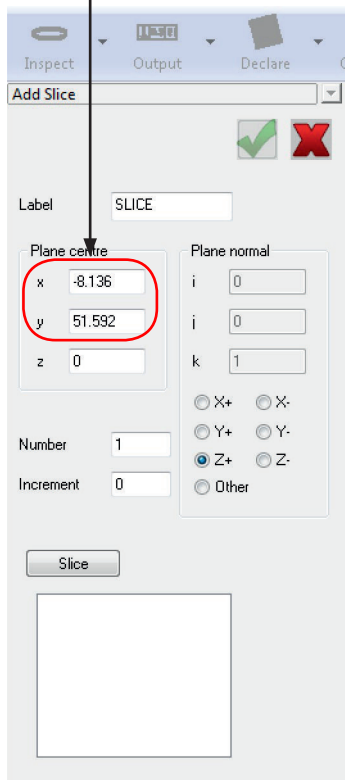 Inspect Output Declare
Add Slice
Label SLICE
Plane centre Plane normal
x -8.136 i 0
y 51.592 j 0
z 0 k 1
X+ X-
Y+ Y-
Number 1
Z+ Z-
Increment 0 Other
Slice